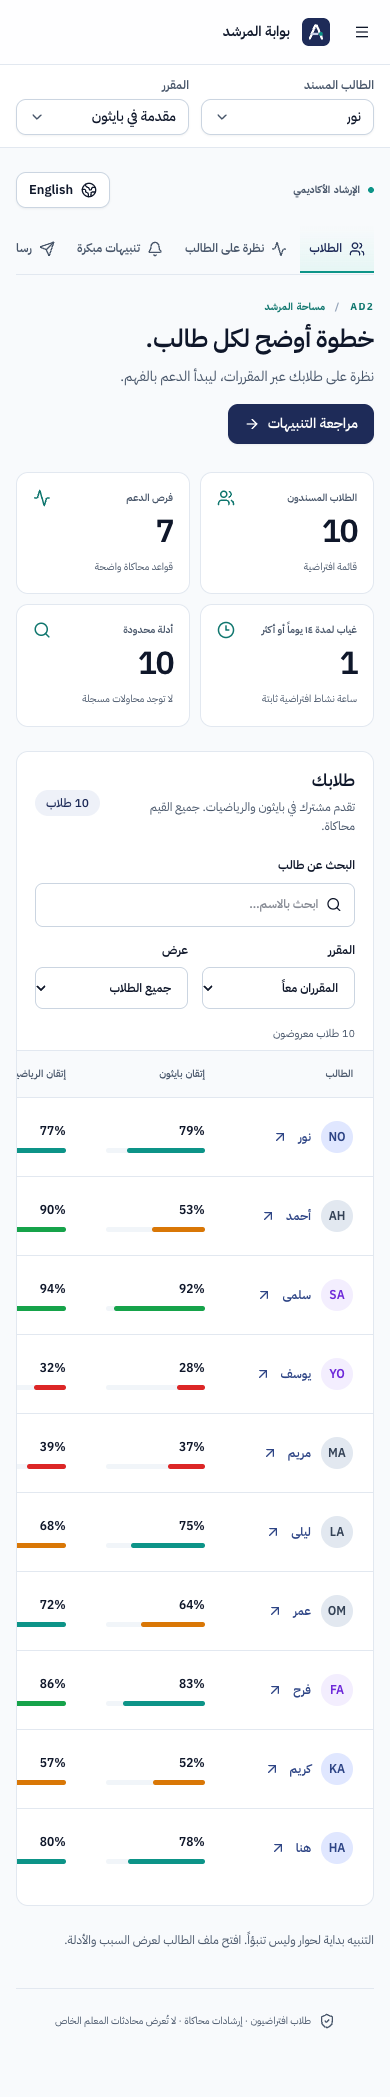 بوابة المرشد
الطالب المسند
المقرر
نور
مقدمة في بايثون
الإرشاد الأكاديمي
English
الطلاب
نظرة على الطالب
تنبيهات مبكرة
رسا
AD2 / مساحة المرشد
خطوة أوضح لكل طالب.
نظرة على طلابك عبر المقررات، ليبدأ الدعم بالفهم.
مراجعة التنبيهات
الطلاب المسندون
10
قائمة افتراضية
فرص الدعم
7
قواعد محاكاة واضحة
غياب لمدة ١٤ يوماً أو أكثر
1
ساعة نشاط افتراضية ثابتة
أدلة محدودة
10
لا توجد محاولات مسجلة
طلابك
تقدم مشترك في بايثون والرياضيات. جميع القيم
محاكاة.
10 طلاب
البحث عن طالب
ابحث بالاسم...
المقرر
عرض
المقرران معاً
جميع الطلاب
10 طلاب معروضون
الطالب
إتقان بايثون
إتقان الرياضي
NO نور 79% 77%
AH أحمد 53% 90%
SA سلمى 92% 94%
YO يوسف 28% 32%
MA مريم 37% 39%
LA ليلى 75% 68%
OM عمر 64% 72%
FA فرح 83% 86%
KA كريم 52% 57%
HA هنا 78% 80%
التنبيه بداية لحوار وليس تنبؤاً. افتح ملف الطالب لعرض السبب والأدلة.
طلاب افتراضيون · إرشادات محاكاة · لا تُعرض محادثات المعلم الخاص